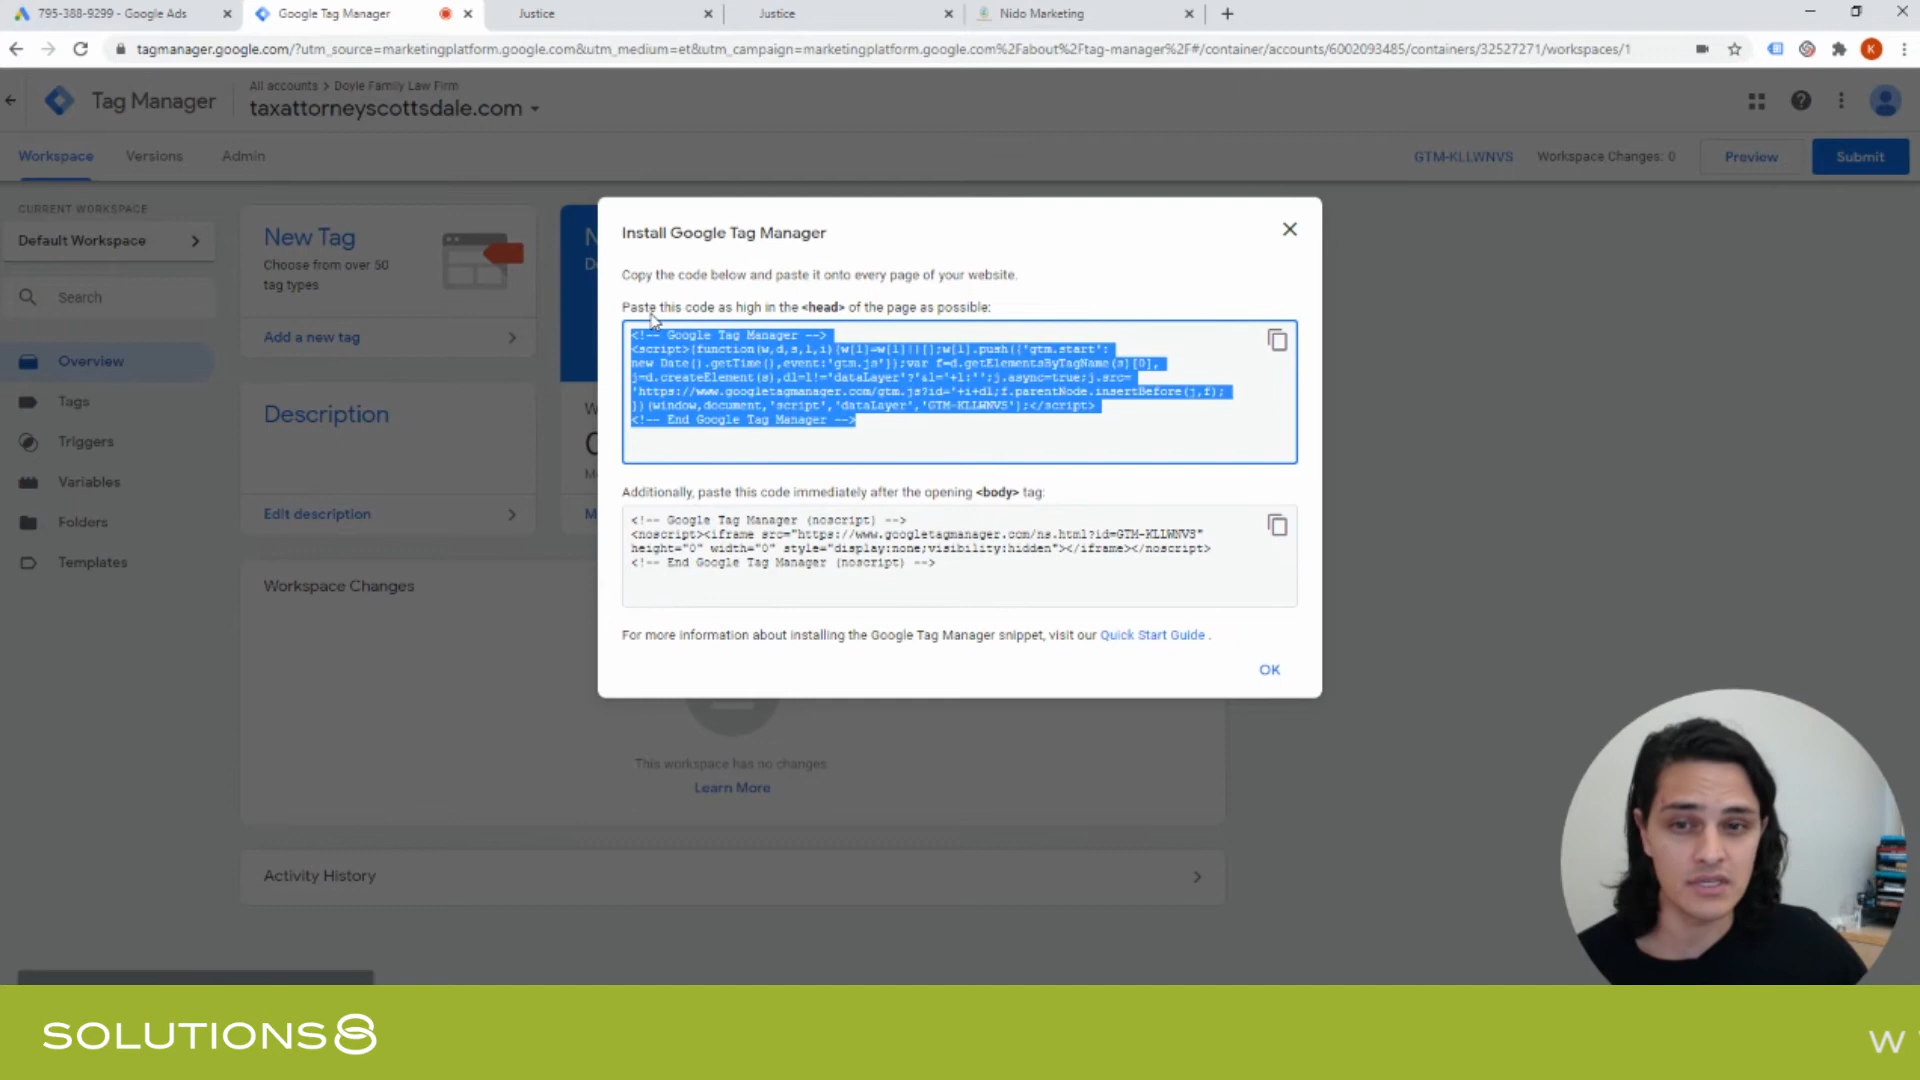 795-388-9299 - Google Ads
Google Tag Manager
Justice
Justice
Nido Marketing
tagmanager.google.com/?utm_source=marketingplatform.google.com&utm_medium=et&utm_campaign=marketingplatform.google.com%2Fabout%2Ftag-manager%2F#/container/accounts/6002093485/containers/32527271/workspaces/1
K
Tag Manager
All accounts > Doyle Family Law Firm
taxattorneyscottsdale.com
Workspace
Versions
Admin
GTM-KLLWNVS
Workspace Changes: 0
Preview
Submit
CURRENT WORKSPACE
Default Workspace
Search
Overview
Tags
Triggers
Variables
Folders
Templates
New Tag
Choose from over 50
tag types
Add a new tag
Description
Edit description
Install Google Tag Manager
Copy the code below and paste it onto every page of your website.
Paste this code as high in the <head> of the page as possible:
<!-- Google Tag Manager -->
<script>(function(w,d,s,l,i){w[l]=w[l]||[];w[l].push({'gtm.start':
new Date().getTime(),event:'gtm.js'});var f=d.getElementsByTagName(s)[0],
j=d.createElement(s),dl=l!='dataLayer'?'&l='+l:'';j.async=true;j.src=
'https://www.googletagmanager.com/gtm.js?id='+i+dl;f.parentNode.insertBefore(j,f);
})(window,document,'script','dataLayer','GTM-KLLWNVS');</script>
<!-- End Google Tag Manager -->
Additionally, paste this code immediately after the opening <body> tag:
<!-- Google Tag Manager (noscript) -->
<noscript><iframe src="https://www.googletagmanager.com/ns.html?id=GTM-KLLWNVS"
height="0" width="0" style="display:none;visibility:hidden"></iframe></noscript>
<!-- End Google Tag Manager (noscript) -->
For more information about installing the Google Tag Manager snippet, visit our Quick Start Guide .
OK
Workspace Changes
This workspace has no changes.
Learn More
Activity History
SOLUTIONS8
W